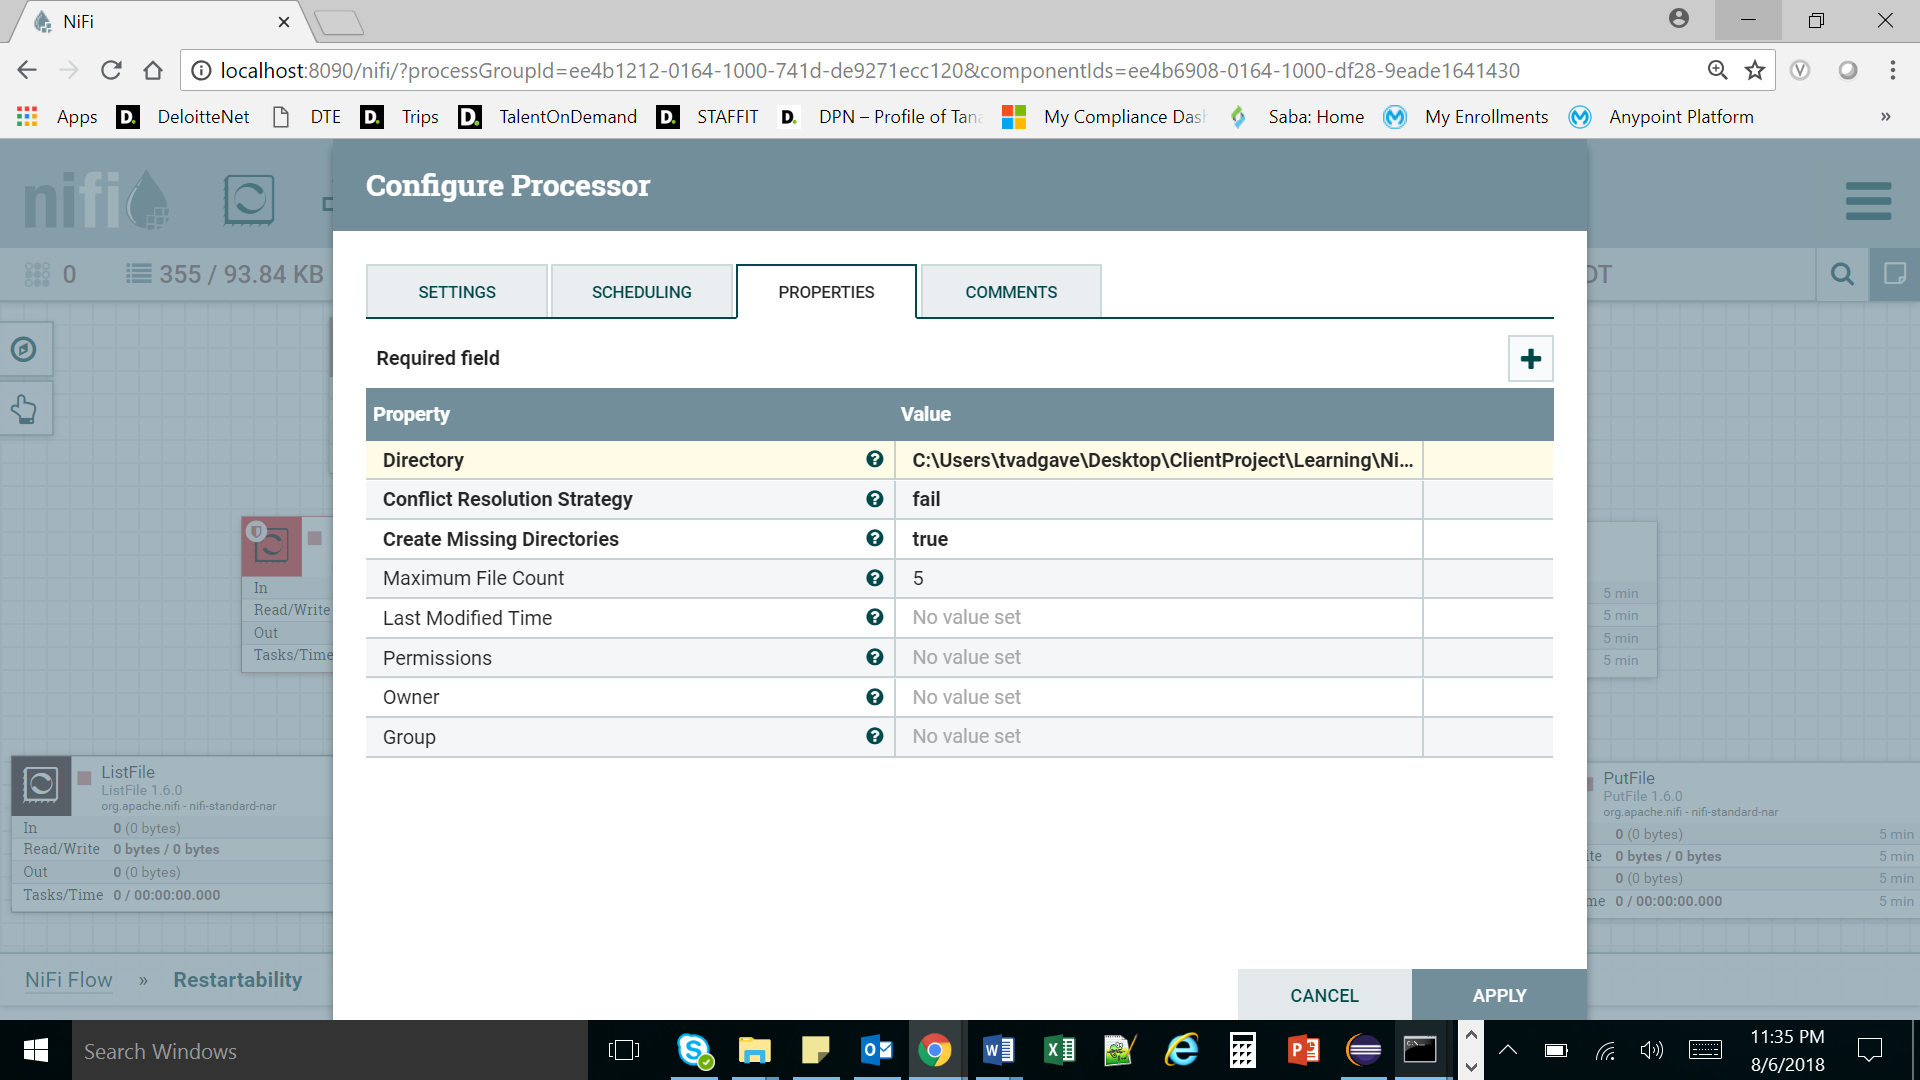 NiFi
localhost:8090/nifi/?processGroupId=ee4b1212-0164-1000-741d-de9271ecc120&componentIds=ee4b6908-0164-1000-df28-9eade1641430
Apps D. DeloitteNet DTE D. Trips D. TalentOnDemand D. STAFFIT D. DPN – Profile of Tana My Compliance Dash Saba: Home My Enrollments Anypoint Platform »
nifi
Configure Processor
0 355 / 93.84 KB
SETTINGS SCHEDULING PROPERTIES COMMENTS
Required field
Property Value
Directory C:\Users\tvadgave\Desktop\ClientProject\Learning\Ni...
Conflict Resolution Strategy fail
Create Missing Directories true
Maximum File Count 5
Last Modified Time No value set
Permissions No value set
Owner No value set
Group No value set
In
Read/Write
Out
Tasks/Time
5 min
5 min
5 min
5 min
ListFile
ListFile 1.6.0
org.apache.nifi - nifi-standard-nar
In 0 (0 bytes)
Read/Write 0 bytes / 0 bytes
Out 0 (0 bytes)
Tasks/Time 0 / 00:00:00.000
PutFile
PutFile 1.6.0
org.apache.nifi - nifi-standard-nar
0 (0 bytes) 5 min
0 bytes / 0 bytes 5 min
0 (0 bytes) 5 min
0 / 00:00:00.000 5 min
CANCEL APPLY
NiFi Flow » Restartability
Search Windows
11:35 PM
8/6/2018